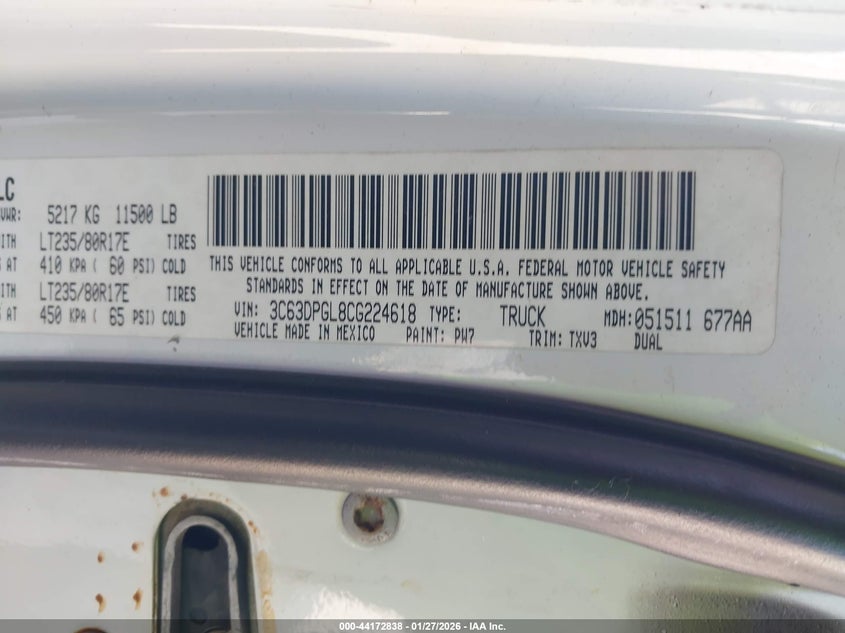 LC
VWR: 5217 KG 11500 LB
ITH LT235/80R17E TIRES
S AT 410 KPA ( 60 PSI) COLD
ITH LT235/80R17E TIRES
S AT 450 KPA ( 65 PSI) COLD
THIS VEHICLE CONFORMS TO ALL APPLICABLE U.S.A. FEDERAL MOTOR VEHICLE SAFETY
STANDARDS IN EFFECT ON THE DATE OF MANUFACTURE SHOWN ABOVE.
VIN: 3C63DPGL8CG224618 TYPE: TRUCK MDH: 051511 677AA
VEHICLE MADE IN MEXICO PAINT: PW7 TRIM: TXV3 DUAL
000-44172838 - 01/27/2026 - IAA Inc.